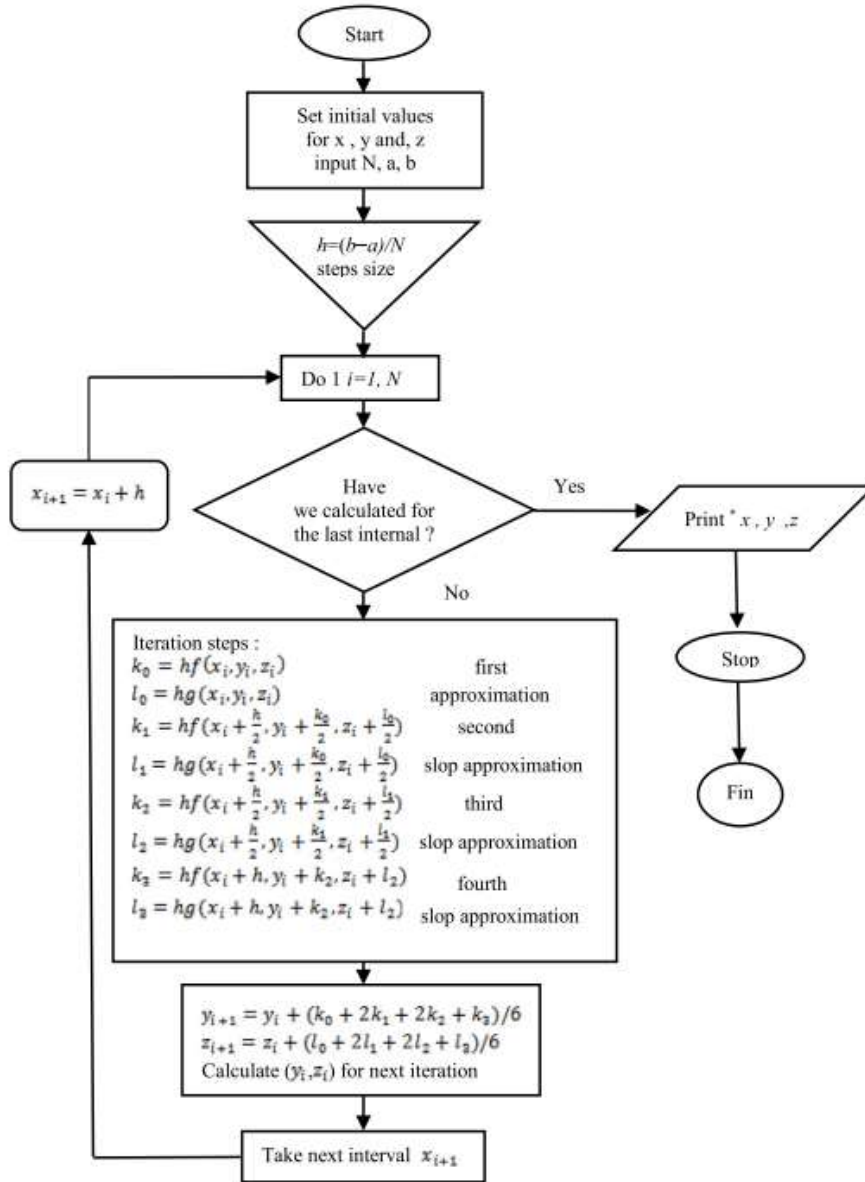 Start
Set initial values
for x , y and, z
input N, a, b
h=(b−a)/N
steps size
Do 1 i=1, N
x_{i+1} = x_i + h
Have
we calculated for
the last internal ?
Yes
Print * x , y ,z
No
Stop
Fin
Iteration steps :
k_0 = hf(x_i, y_i, z_i) first
l_0 = hg(x_i, y_i, z_i) approximation
k_1 = hf(x_i + h/2, y_i + k_0/2, z_i + l_0/2) second
l_1 = hg(x_i + h/2, y_i + k_0/2, z_i + l_0/2) slop approximation
k_2 = hf(x_i + h/2, y_i + k_1/2, z_i + l_1/2) third
l_2 = hg(x_i + h/2, y_i + k_1/2, z_i + l_1/2) slop approximation
k_3 = hf(x_i + h, y_i + k_2, z_i + l_2) fourth
l_3 = hg(x_i + h, y_i + k_2, z_i + l_2) slop approximation
y_{i+1} = y_i + (k_0 + 2k_1 + 2k_2 + k_3)/6
z_{i+1} = z_i + (l_0 + 2l_1 + 2l_2 + l_3)/6
Calculate (y_i,z_i) for next iteration
Take next interval x_{i+1}